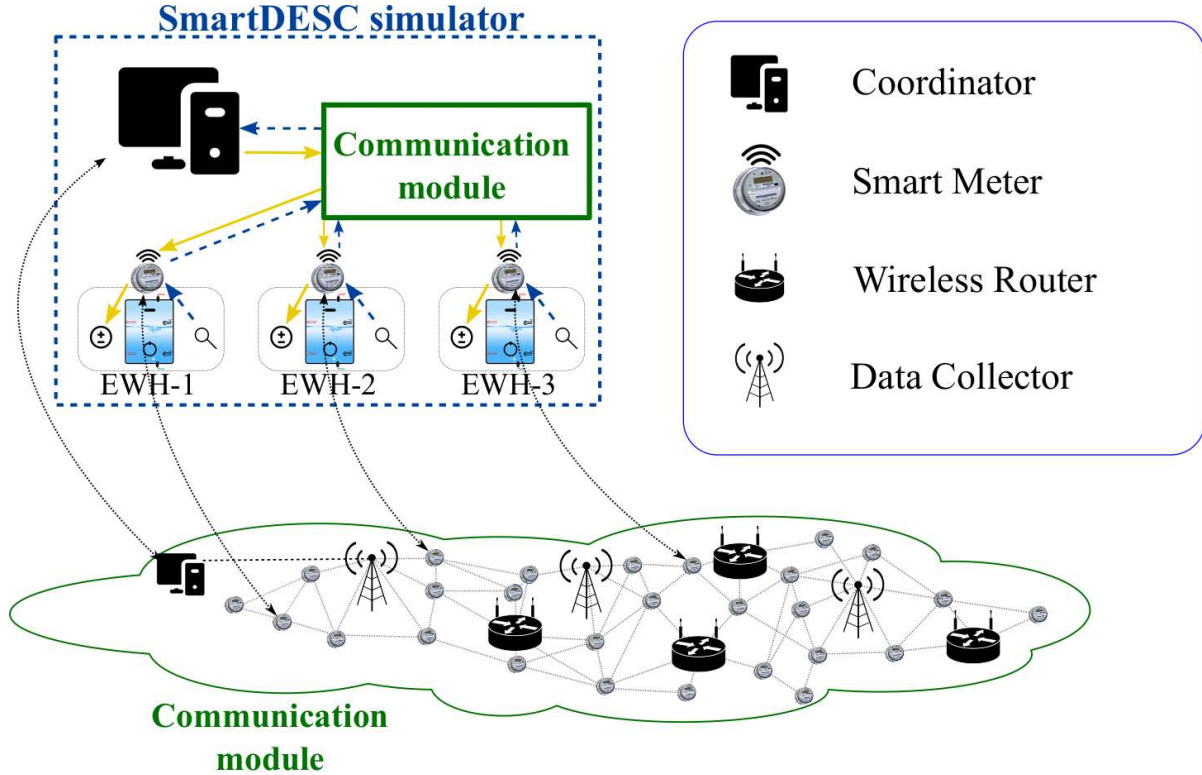 SmartDESC simulator
Communication
module
EWH-1
EWH-2
EWH-3
Coordinator
Smart Meter
Wireless Router
Data Collector
Communication
module